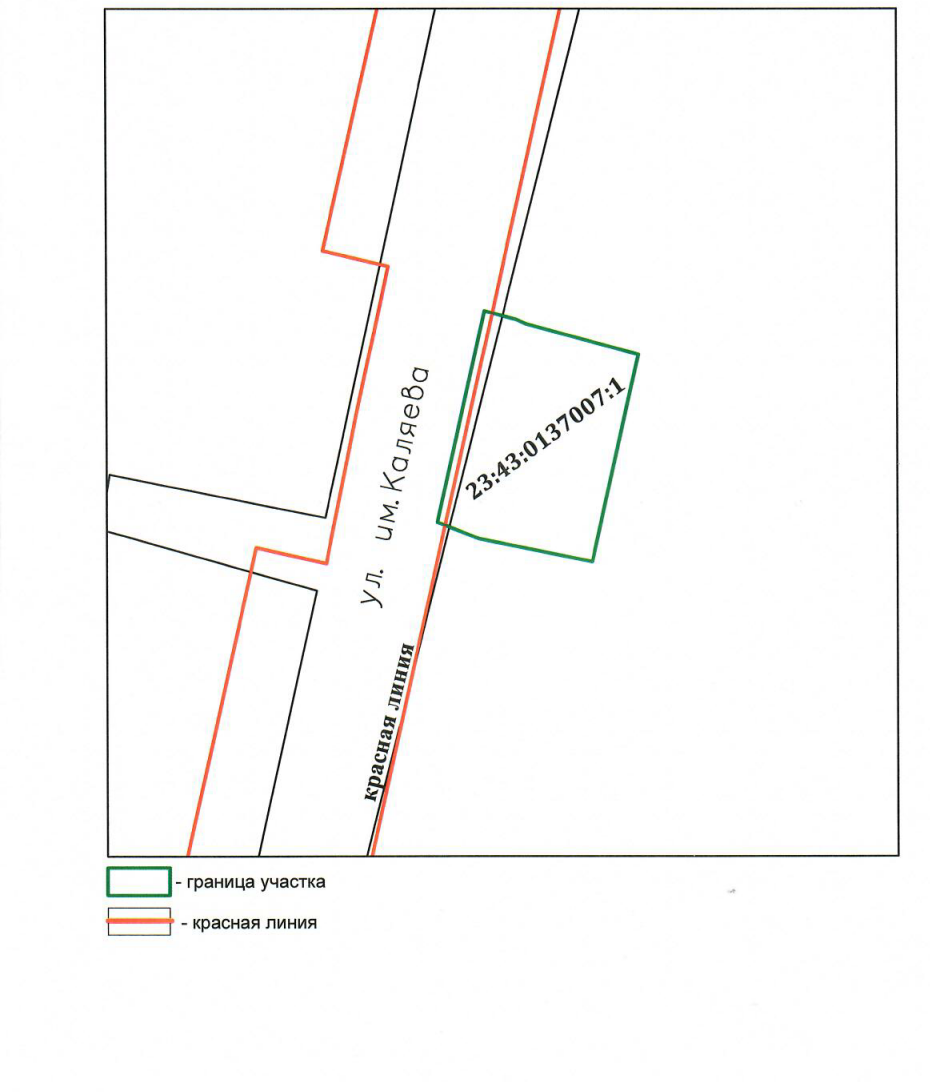 ул. им. Каляева
23:43:0137007:1
красная линия
- граница участка
- красная линия